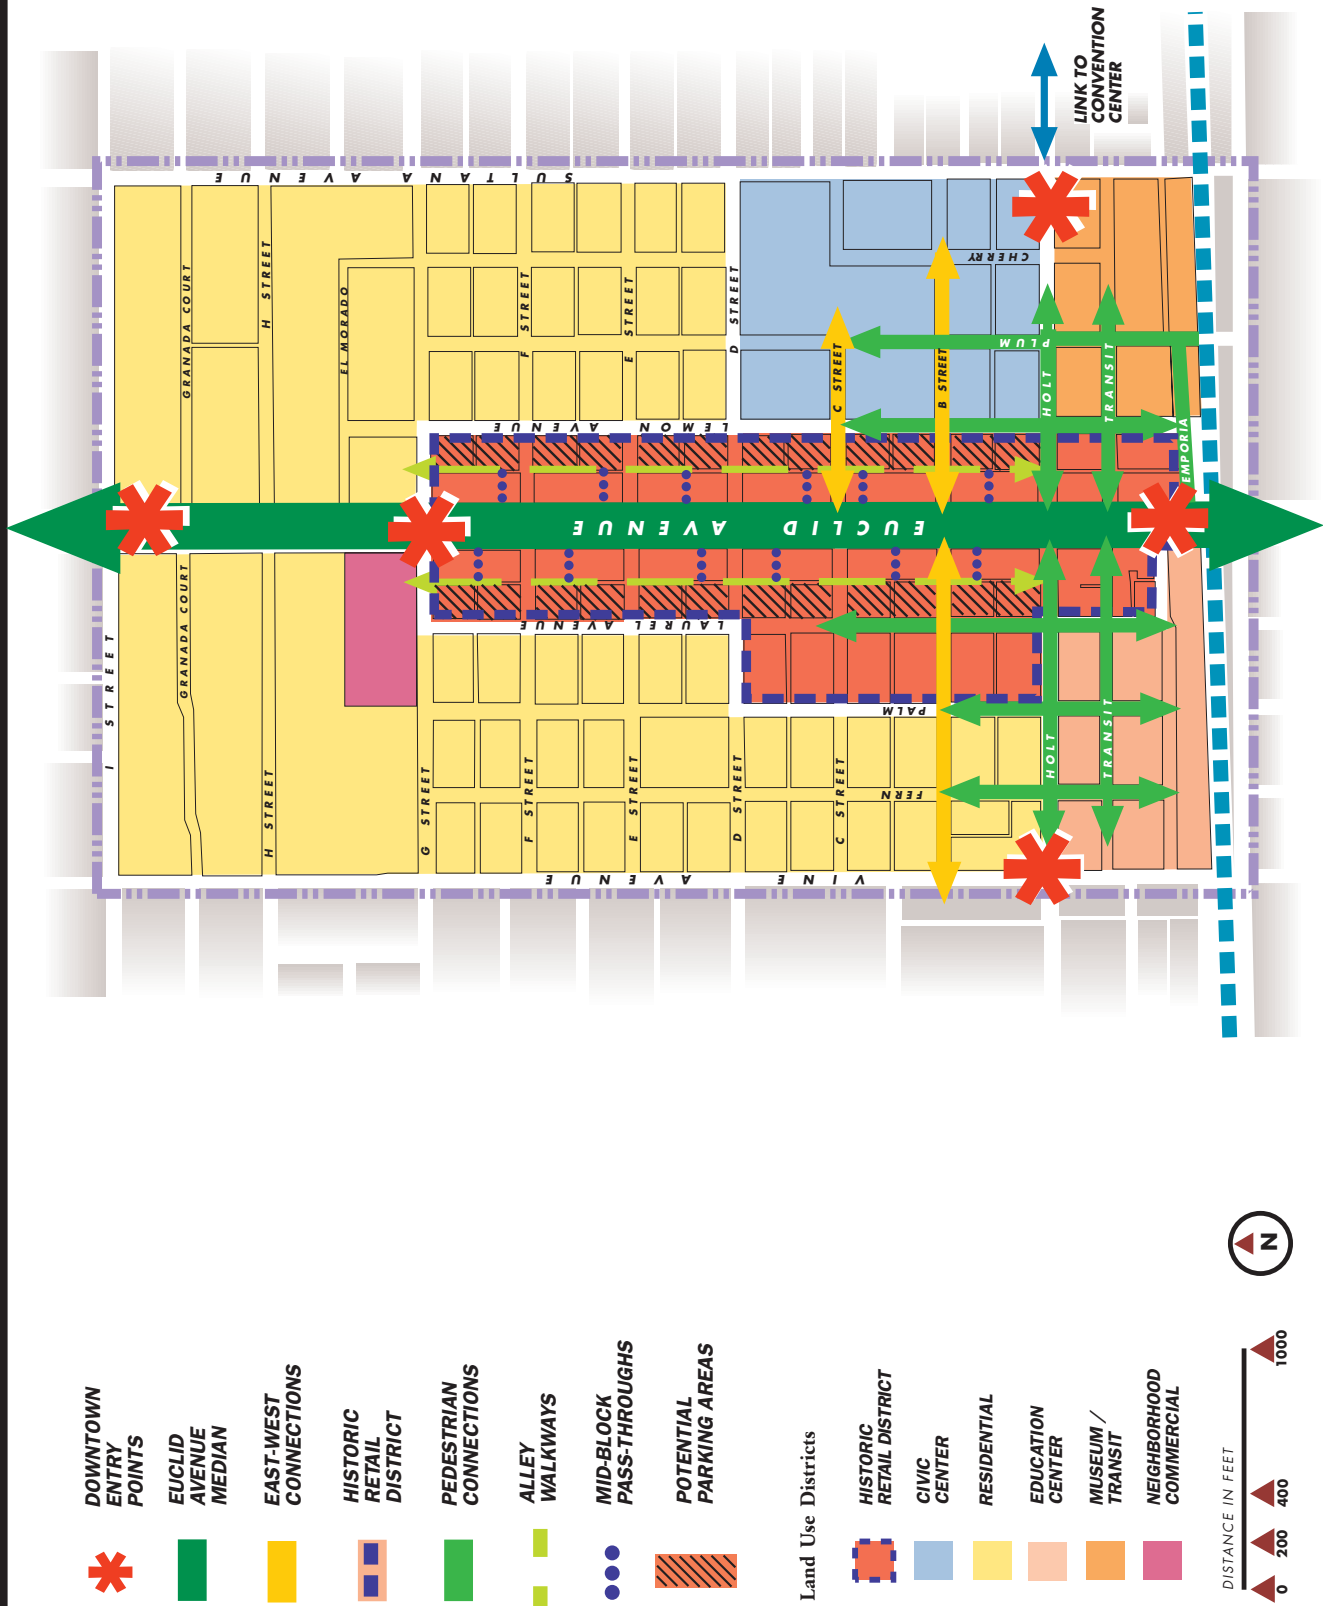 DOWNTOWN
ENTRY
POINTS
EUCLID
AVENUE
MEDIAN
EAST-WEST
CONNECTIONS
HISTORIC
RETAIL
DISTRICT
PEDESTRIAN
CONNECTIONS
ALLEY
WALKWAYS
MID-BLOCK
PASS-THROUGHS
POTENTIAL
PARKING AREAS
Land Use Districts
HISTORIC
RETAIL DISTRICT
CIVIC
CENTER
RESIDENTIAL
EDUCATION
CENTER
MUSEUM /
TRANSIT
NEIGHBORHOOD
COMMERCIAL
DISTANCE IN FEET
0 200 400 1000
N
I STREET
GRANADA COURT
GRANADA COURT
H STREET
H STREET
EL MORADO
G STREET
F STREET
F STREET
E STREET
E STREET
D STREET
D STREET
C STREET
C STREET
B STREET
HOLT
HOLT
TRANSIT
TRANSIT
EMPORIA
VINE AVENUE
FERN
PALM
LAUREL AVENUE
EUCLID AVENUE
LEMON AVENUE
PLUM
CHERRY
SULTANA AVENUE
LINK TO
CONVENTION
CENTER